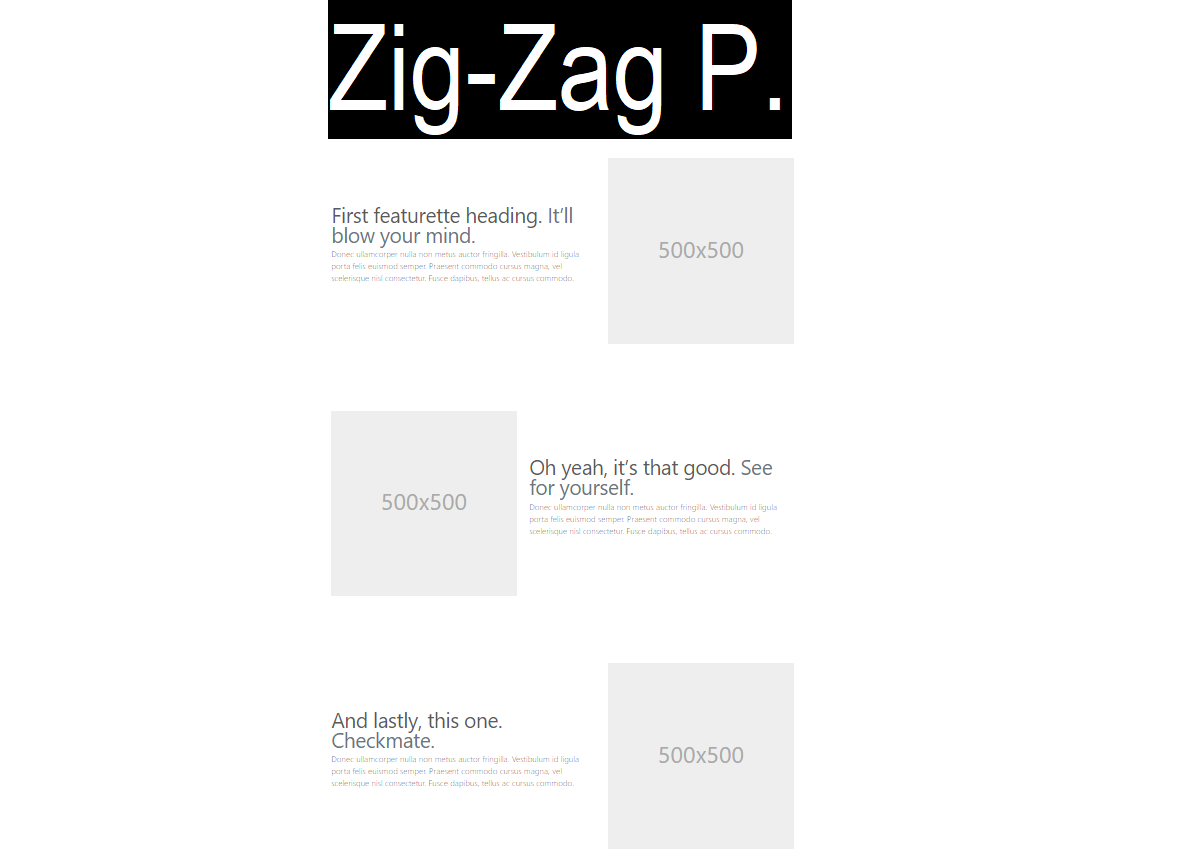 Zig-Zag P.
First featurette heading. It’ll
blow your mind.
Donec ullamcorper nulla non metus auctor fringilla. Vestibulum id ligula
porta felis euismod semper. Praesent commodo cursus magna, vel
scelerisque nisl consectetur. Fusce dapibus, tellus ac cursus commodo.
500x500
500x500
Oh yeah, it’s that good. See
for yourself.
Donec ullamcorper nulla non metus auctor fringilla. Vestibulum id ligula
porta felis euismod semper. Praesent commodo cursus magna, vel
scelerisque nisl consectetur. Fusce dapibus, tellus ac cursus commodo.
And lastly, this one.
Checkmate.
Donec ullamcorper nulla non metus auctor fringilla. Vestibulum id ligula
porta felis euismod semper. Praesent commodo cursus magna, vel
scelerisque nisl consectetur. Fusce dapibus, tellus ac cursus commodo.
500x500